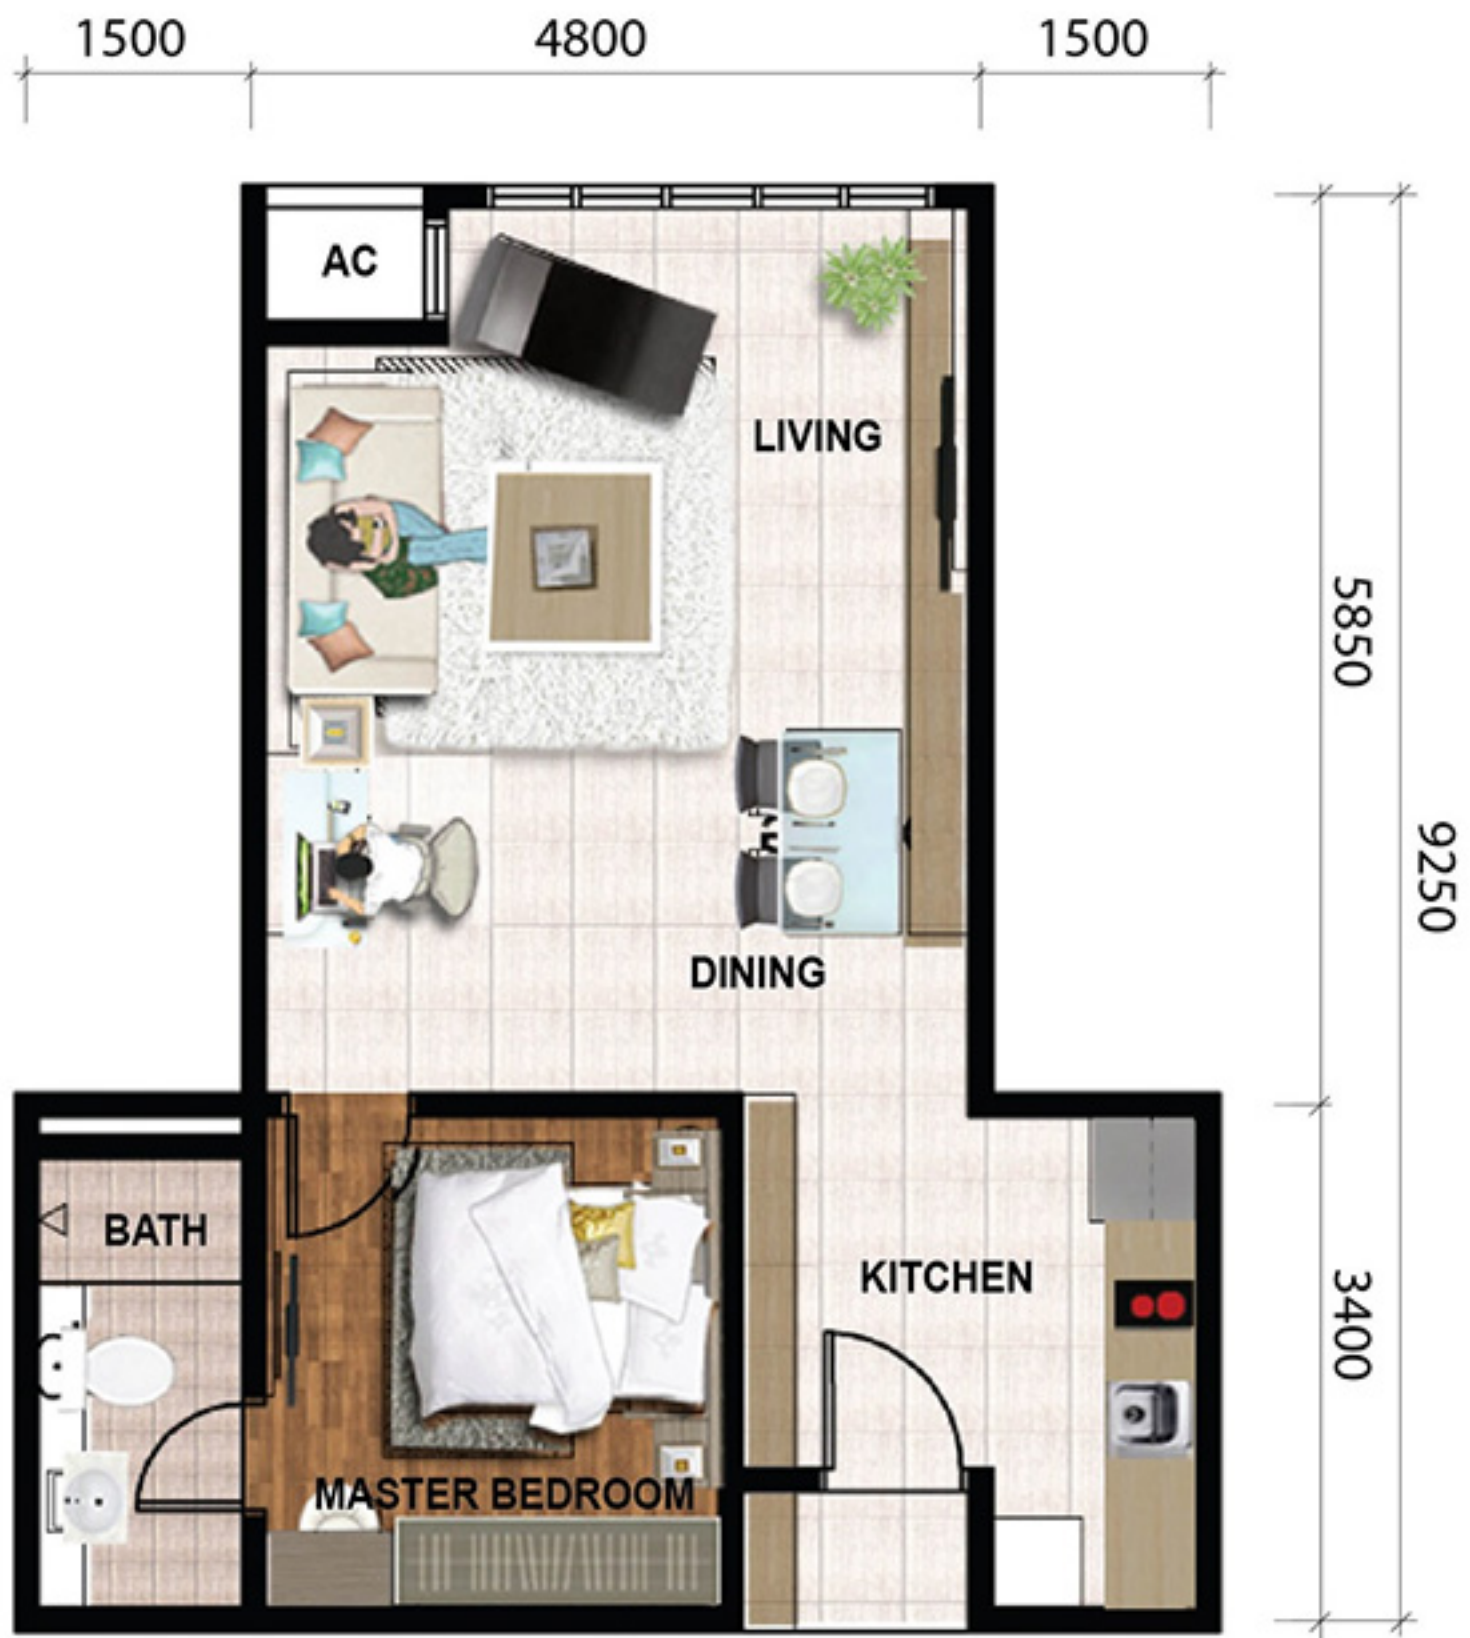 1500
4800
1500
AC
LIVING
5850
9250
DINING
BATH
KITCHEN
3400
MASTER BEDROOM